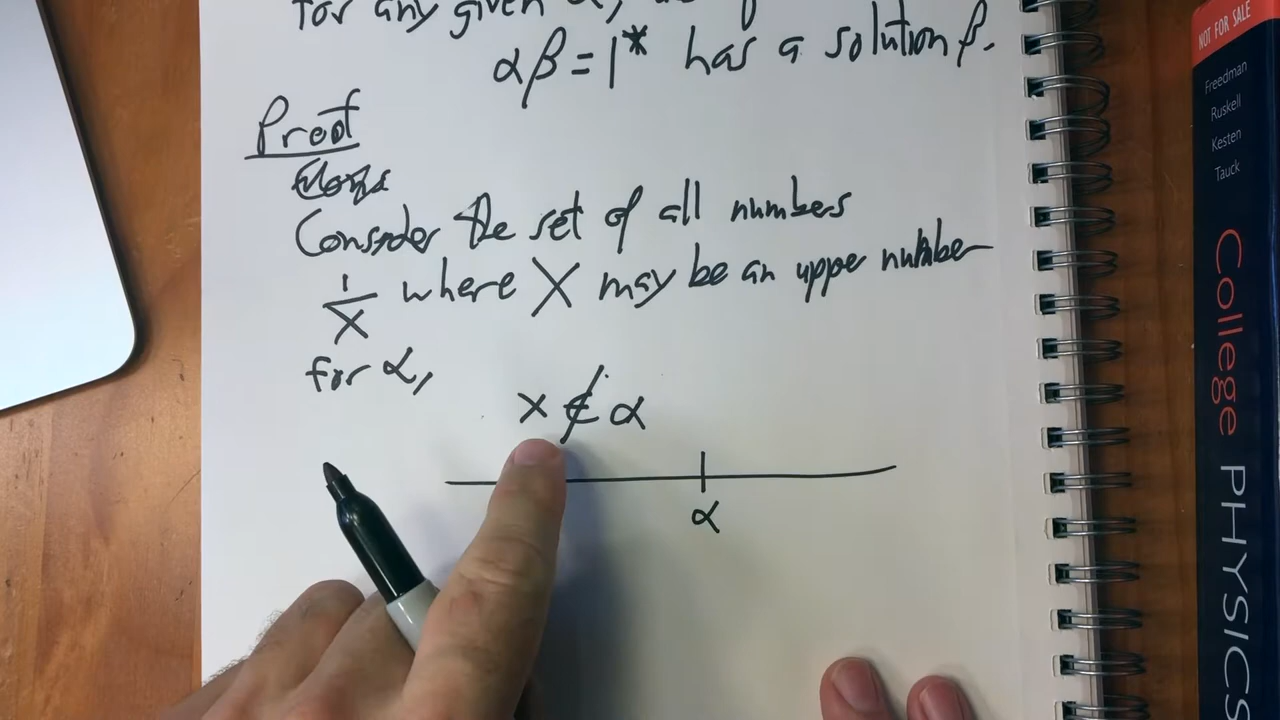 for any given α,
αβ = 1* has a solution β.
Proof
Consider the set of all numbers
1/X where X may be an upper number
for α,
X ∉ α
α
NOT FOR SALE
Freedman
Ruskell
Kesten
Tauck
College PHYSICS